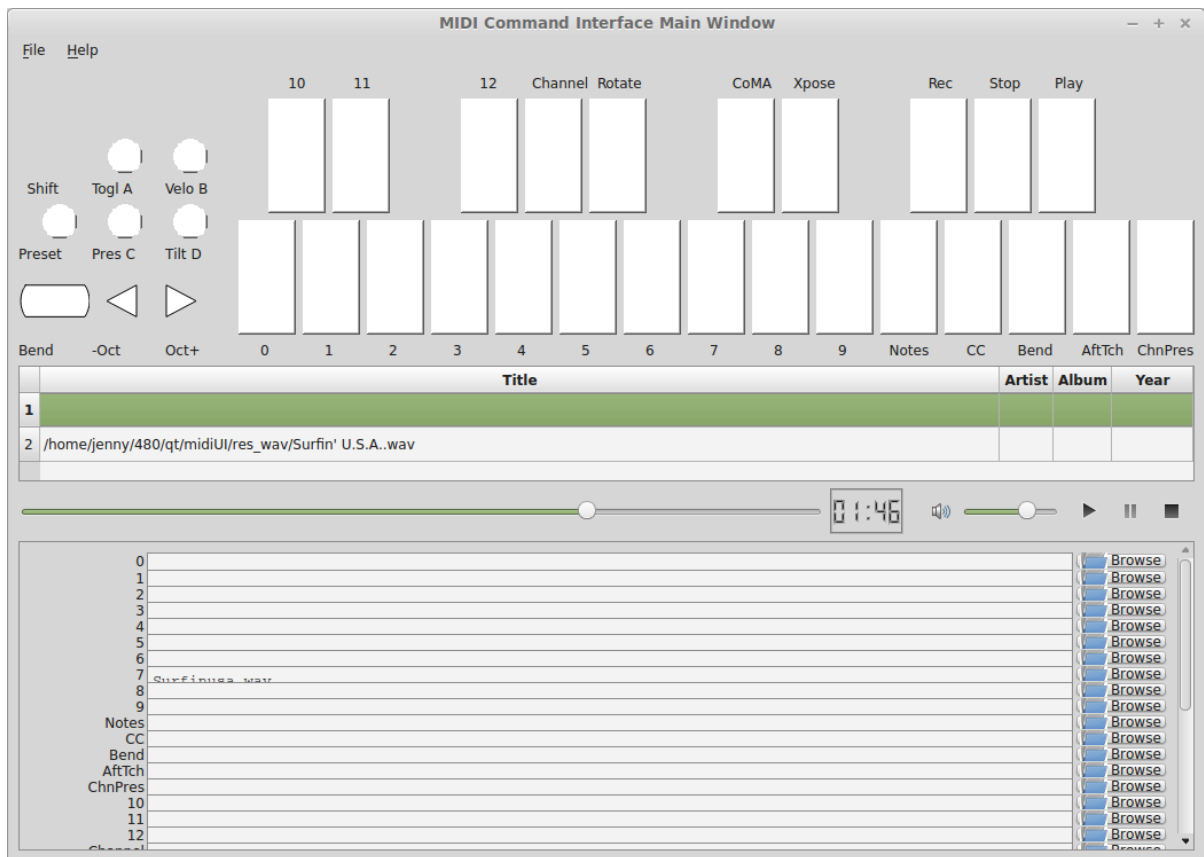 MIDI Command Interface Main Window
File Help
10 11 12 Channel Rotate CoMA Xpose Rec Stop Play
Shift Togl A Velo B
Preset Pres C Tilt D
Bend -Oct Oct+ 0 1 2 3 4 5 6 7 8 9 Notes CC Bend AftTch ChnPres
Title Artist Album Year
1
2 /home/jenny/480/qt/midiUI/res_wav/Surfin' U.S.A..wav
01:46
0 Browse
1 Browse
2 Browse
3 Browse
4 Browse
5 Browse
6 Browse
7 Surfinusa.wav Browse
8 Browse
9 Browse
Notes Browse
CC Browse
Bend Browse
AftTch Browse
ChnPres Browse
10 Browse
11 Browse
12 Browse
Channel Browse